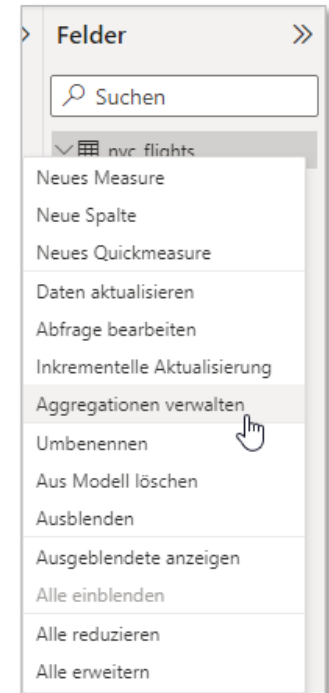 Felder
Suchen
nyc_flights
Neues Measure
Neue Spalte
Neues Quickmeasure
Daten aktualisieren
Abfrage bearbeiten
Inkrementelle Aktualisierung
Aggregationen verwalten
Umbenennen
Aus Modell löschen
Ausblenden
Ausgeblendete anzeigen
Alle einblenden
Alle reduzieren
Alle erweitern